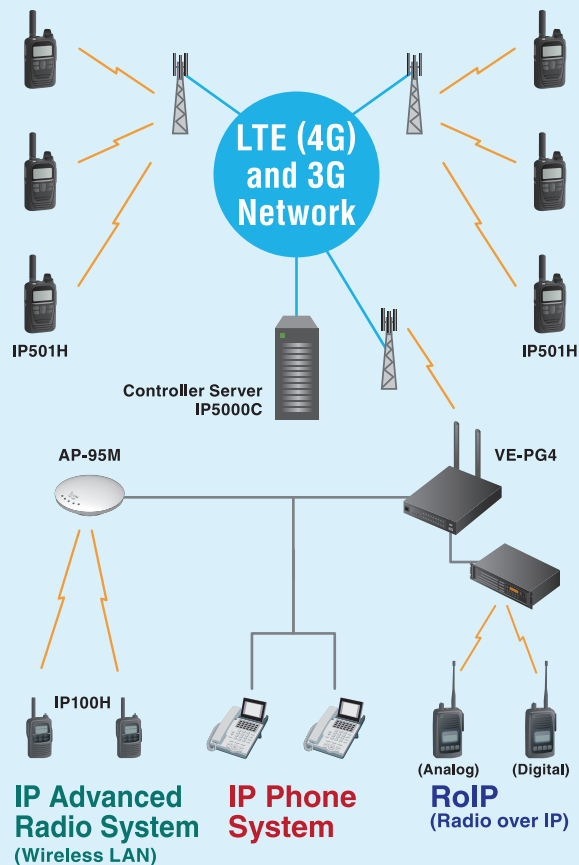 LTE (4G)
and 3G
Network
IP501H
IP501H
Controller Server
IP5000C
AP-95M
VE-PG4
IP100H
(Analog)
(Digital)
IP Advanced
Radio System
(Wireless LAN)
IP Phone
System
RoIP
(Radio over IP)